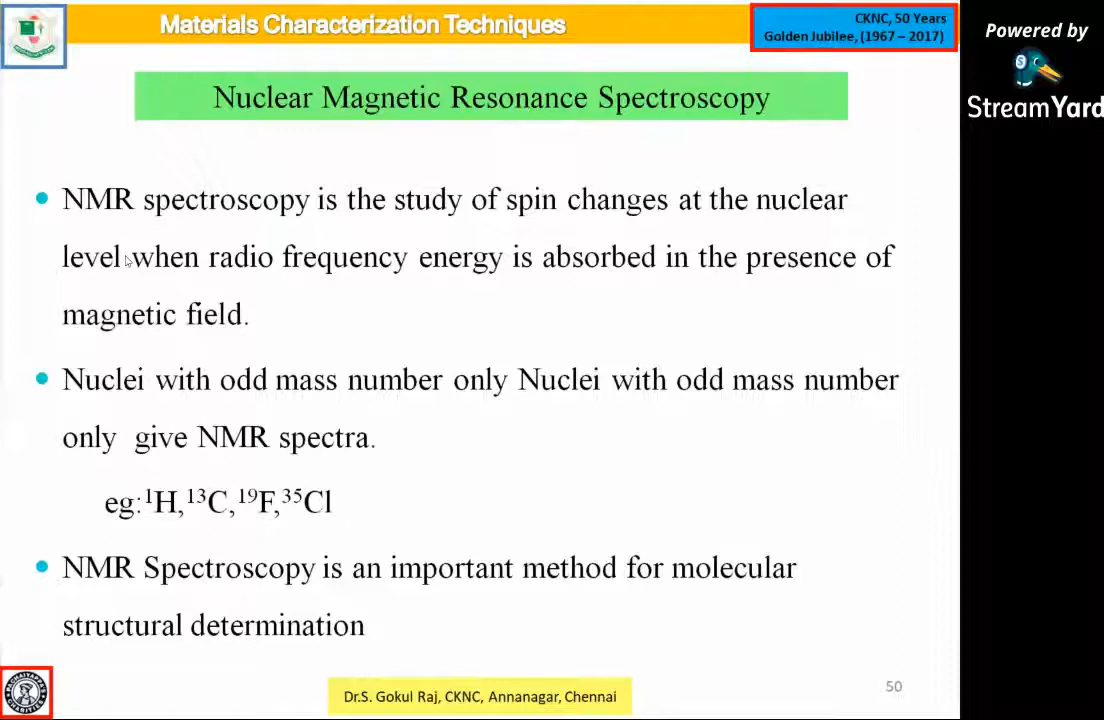 Materials Characterization Techniques
CKNC, 50 Years
Golden Jubilee, (1967 – 2017)
Powered by
StreamYard
Nuclear Magnetic Resonance Spectroscopy
• NMR spectroscopy is the study of spin changes at the nuclear
level when radio frequency energy is absorbed in the presence of
magnetic field.
• Nuclei with odd mass number only Nuclei with odd mass number
only give NMR spectra.
eg:¹H,¹³C,¹⁹F,³⁵Cl
• NMR Spectroscopy is an important method for molecular
structural determination
Dr.S. Gokul Raj, CKNC, Annanagar, Chennai
50